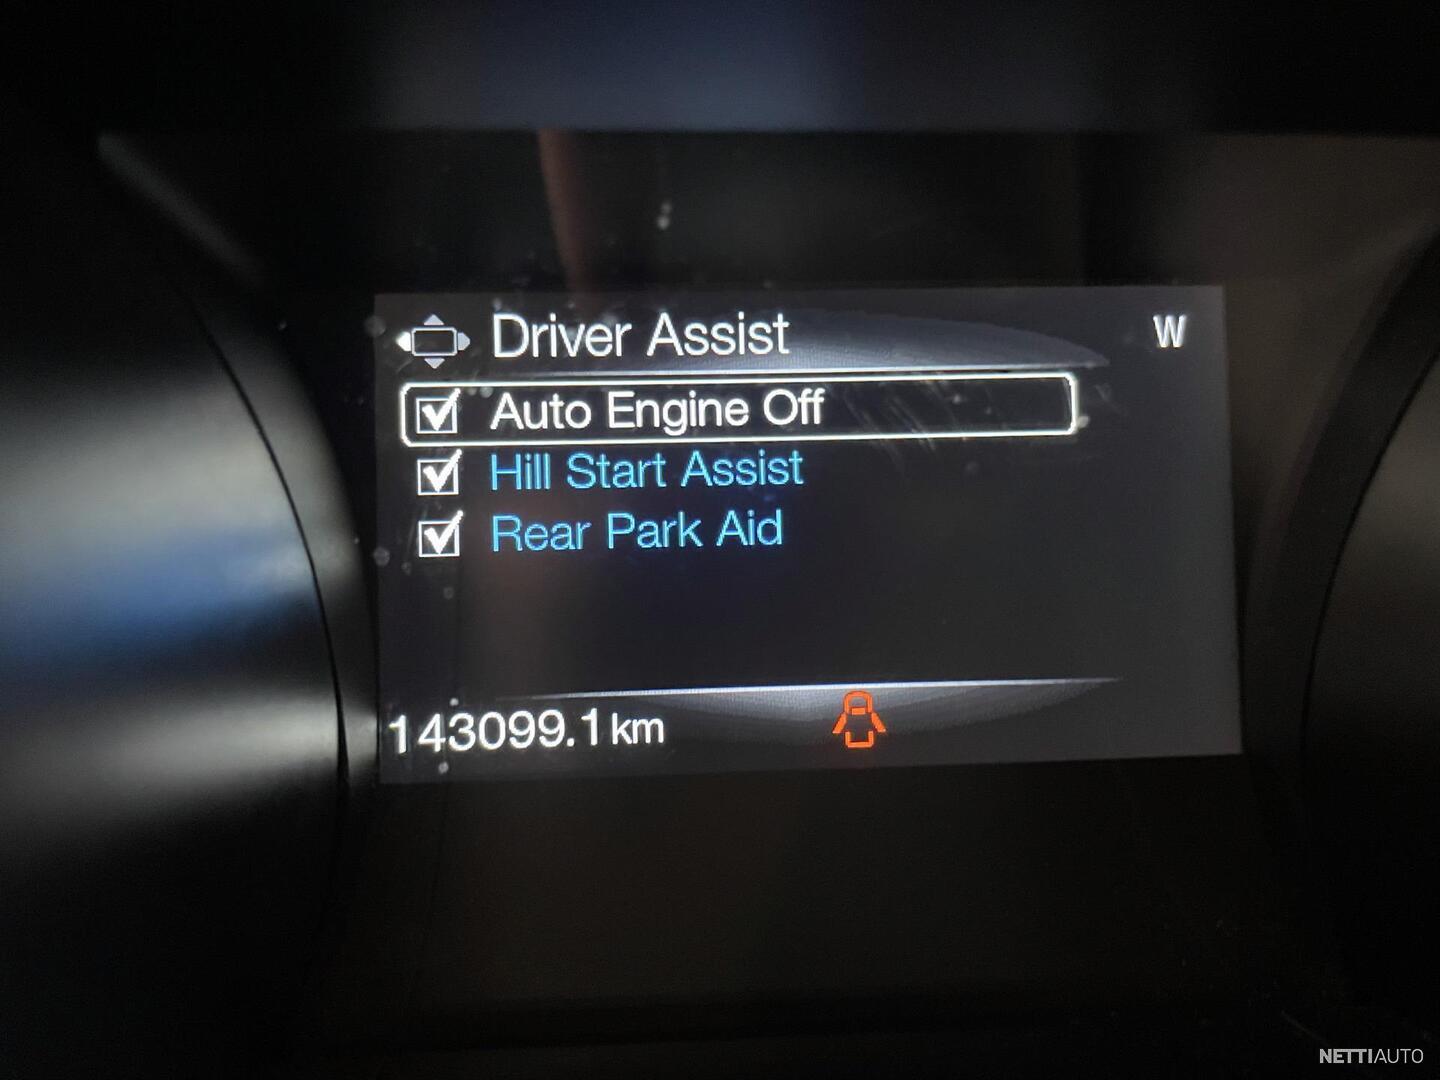 Driver Assist
W
Auto Engine Off
Hill Start Assist
Rear Park Aid
143099.1 km
NETTIAUTO